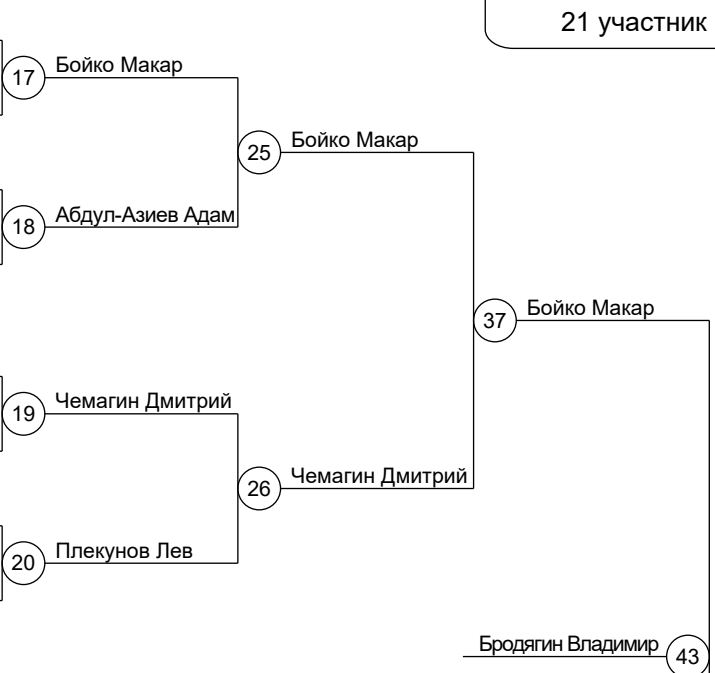 21 участник
17 Бойко Макар
25 Бойко Макар
18 Абдул-Азиев Адам
37 Бойко Макар
19 Чемагин Дмитрий
26 Чемагин Дмитрий
20 Плекунов Лев
Бродягин Владимир 43